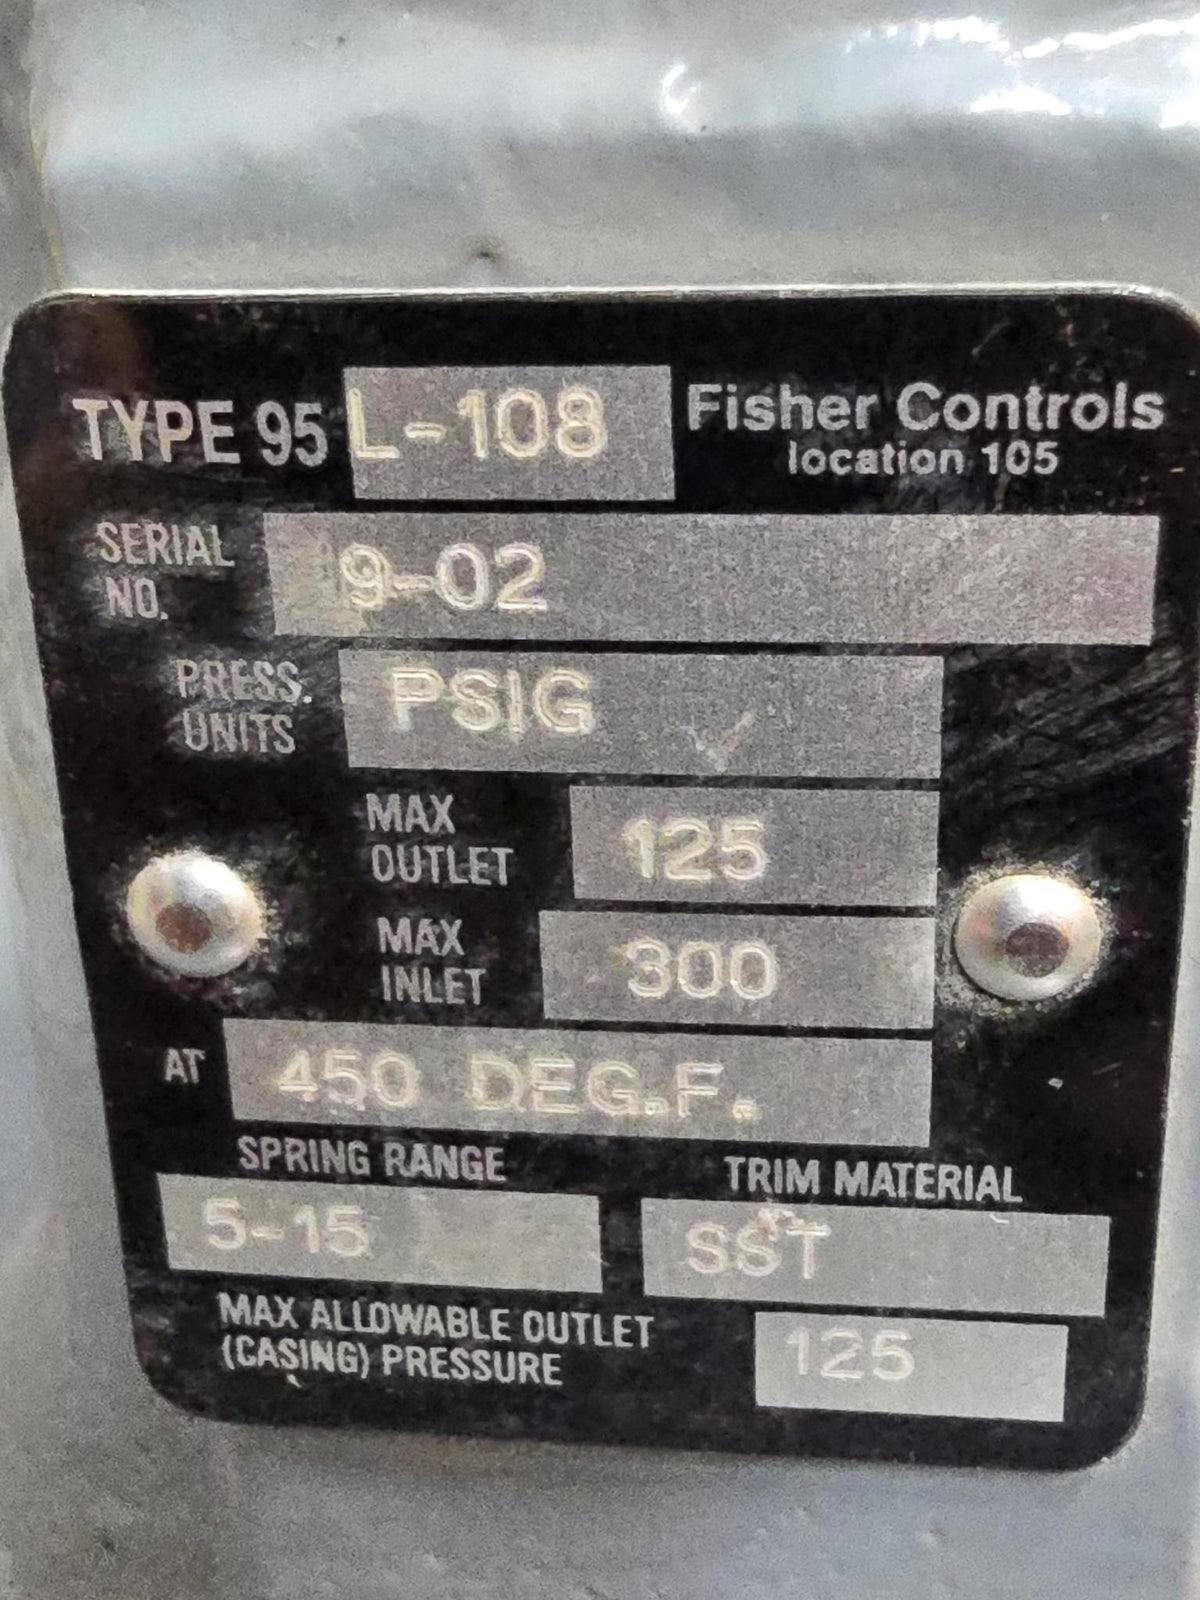 TYPE 95 L-108 Fisher Controls
location 105
SERIAL NO. 9-02
PRESS. UNITS PSIG
MAX OUTLET 125
MAX INLET 300
AT 450 DEG.F.
SPRING RANGE TRIM MATERIAL
5-15 SST
MAX ALLOWABLE OUTLET
(CASING) PRESSURE 125